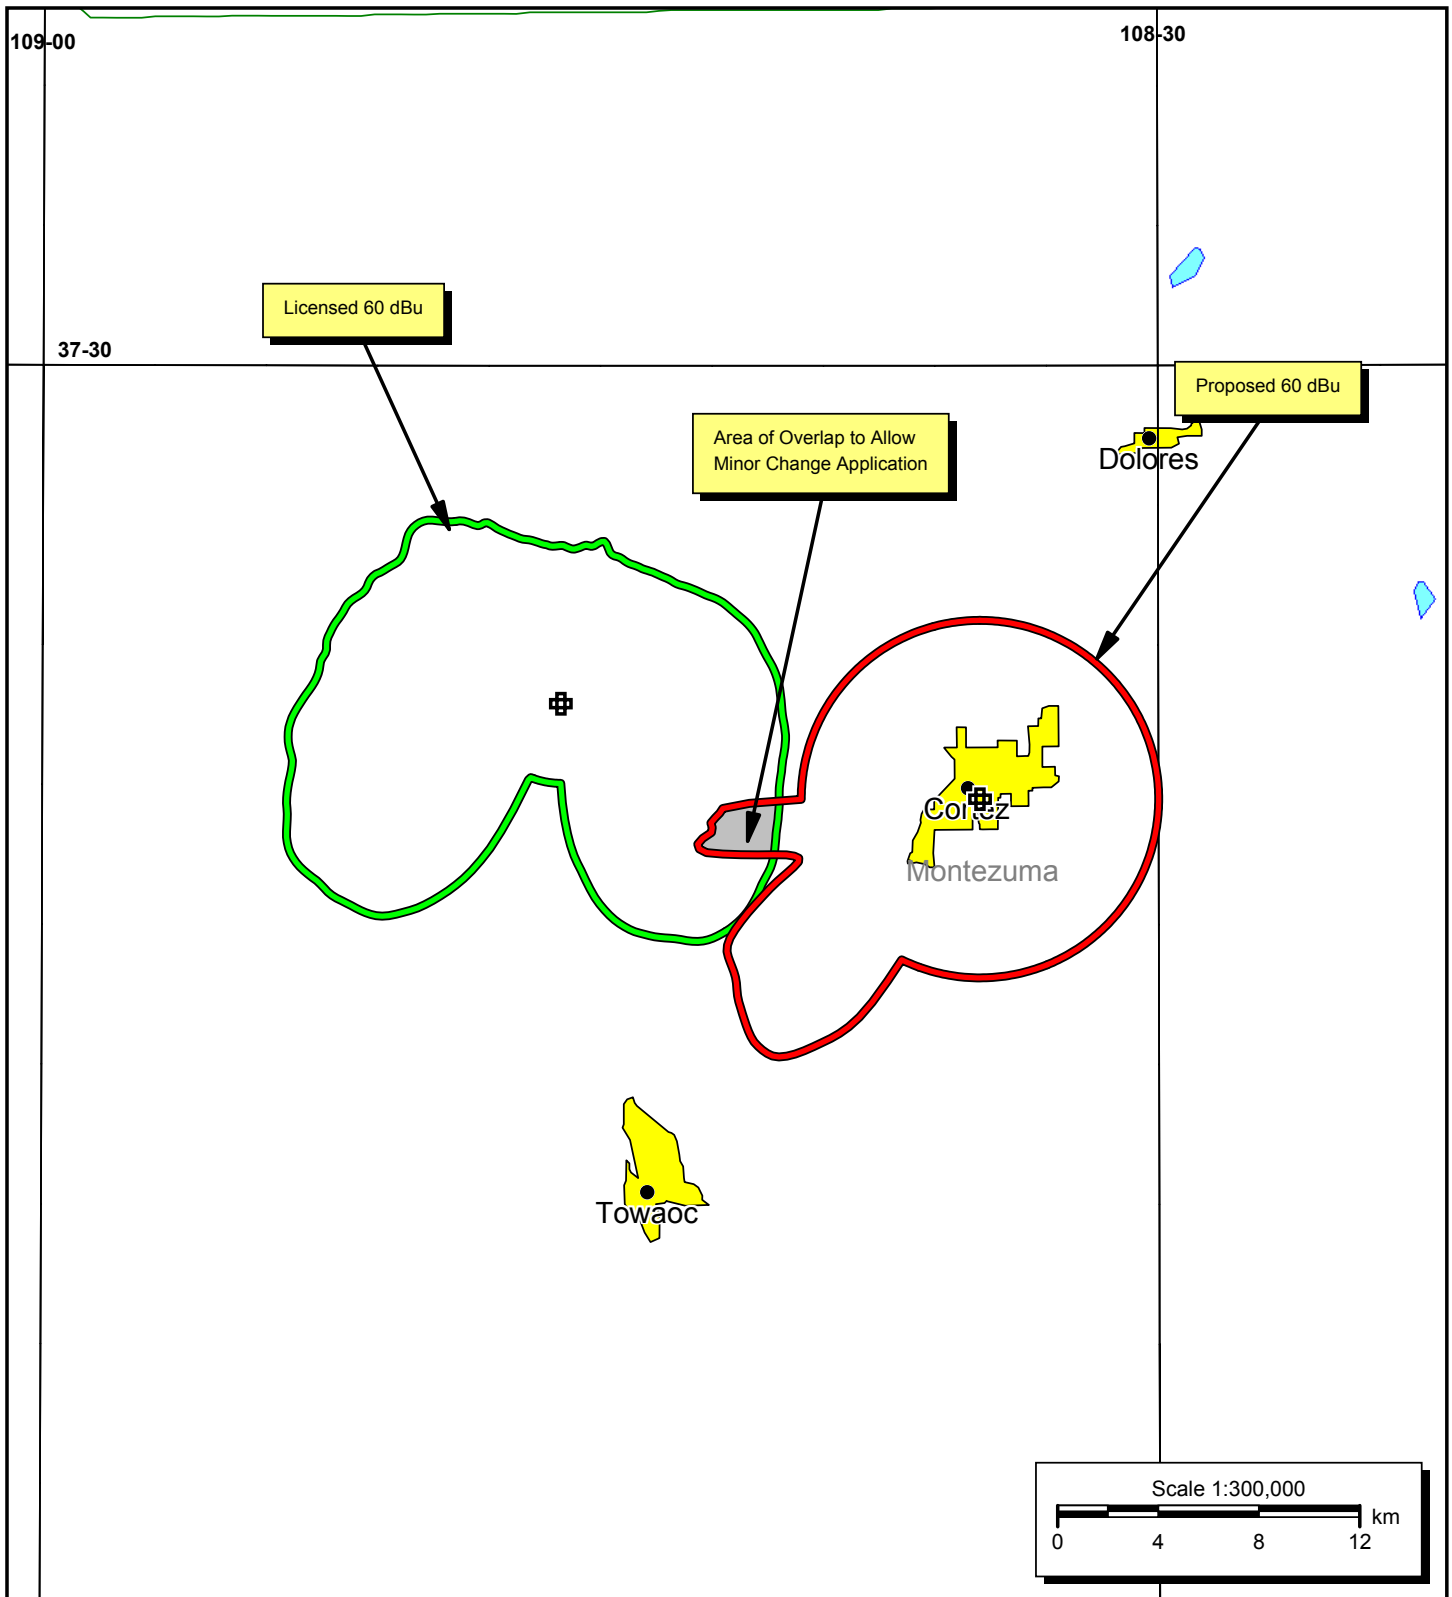 109-00
108-30
Licensed 60 dBu
37-30
Proposed 60 dBu
Area of Overlap to Allow
Minor Change Application
Dolores
Cortez
Montezuma
Towaoc
Scale 1:300,000
km
0 4 8 12